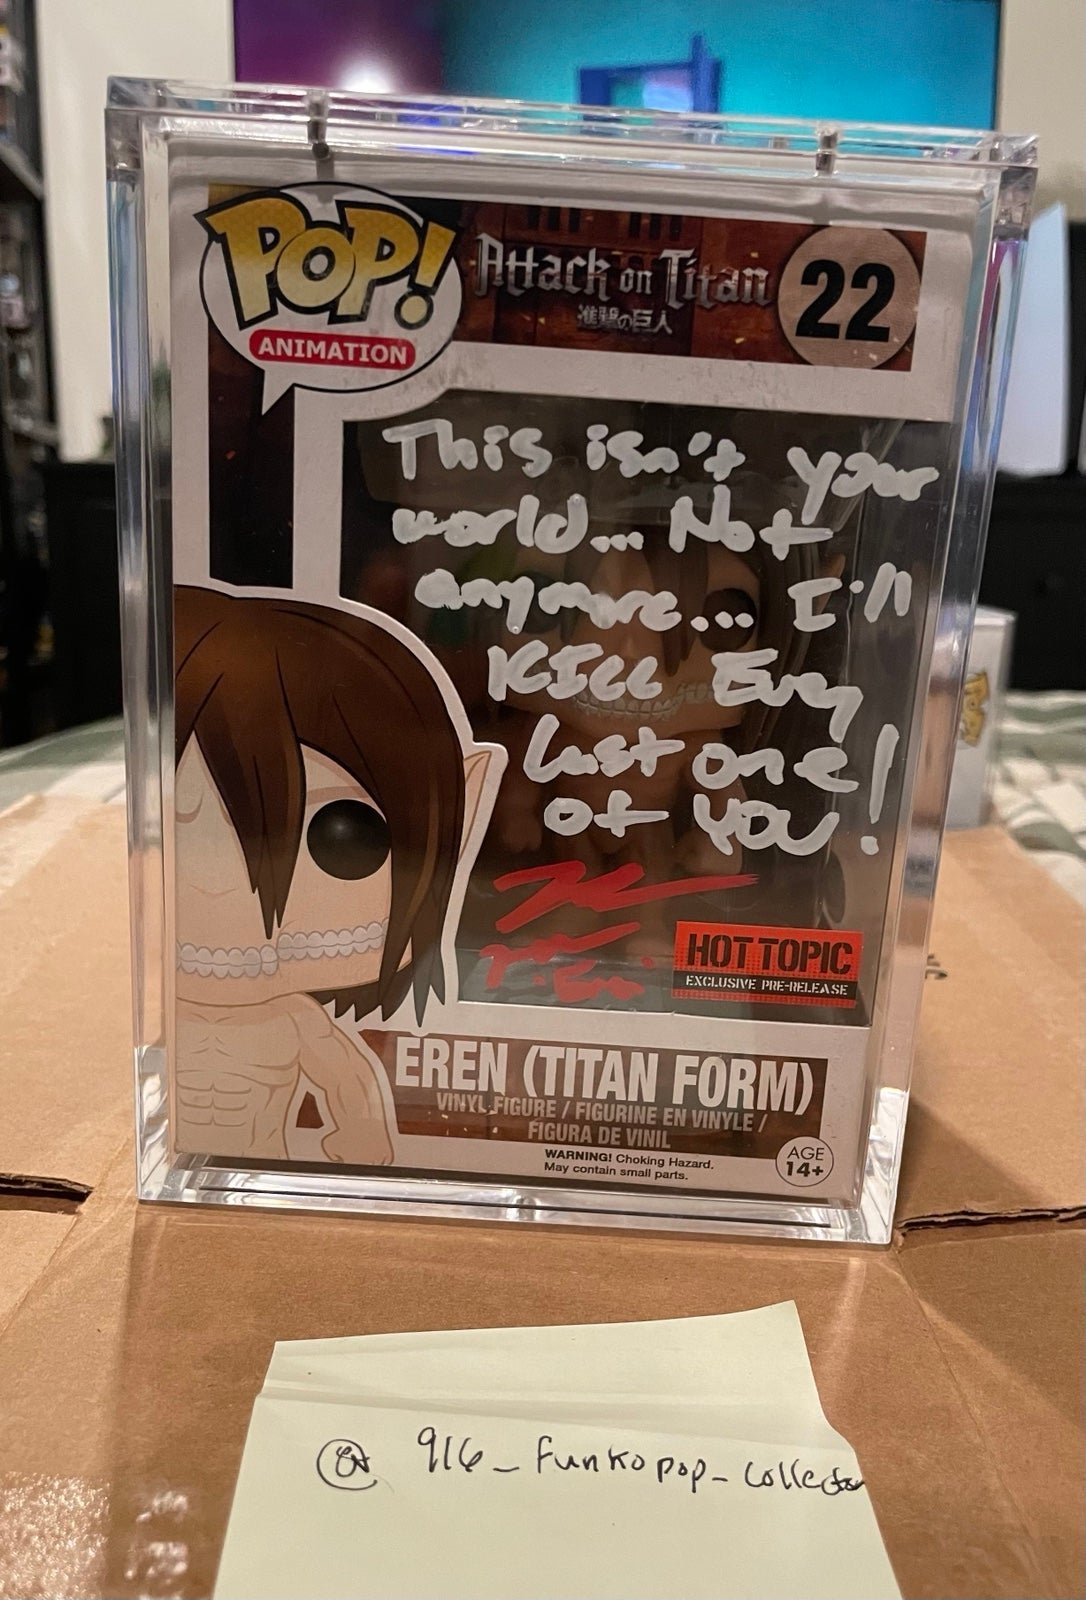 POP!
ANIMATION
Attack on Titan
進撃の巨人
22
This isn't your
world... Not
anymore... I'll
KILL Every
last one
of YOU!
HOT TOPIC
EXCLUSIVE PRE-RELEASE
EREN (TITAN FORM)
VINYL FIGURE / FIGURINE EN VINYLE /
FIGURA DE VINIL
WARNING! Choking Hazard.
May contain small parts.
AGE
14+
@ 916_Funkopop_collector